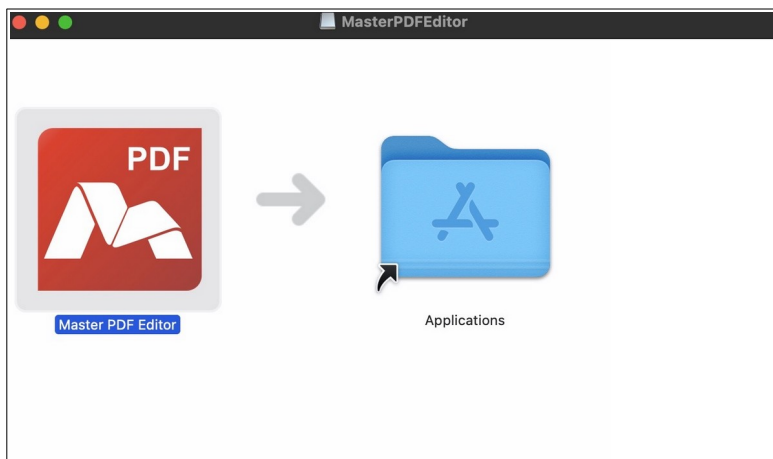 MasterPDFEditor
PDF
Master PDF Editor
Applications